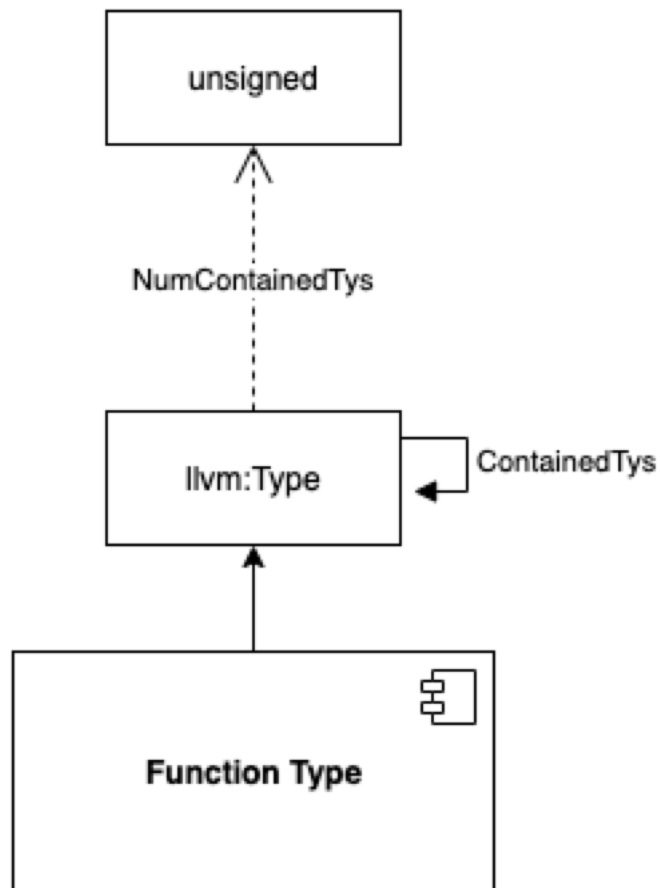 unsigned
NumContainedTys
llvm:Type
ContainedTys
Function Type